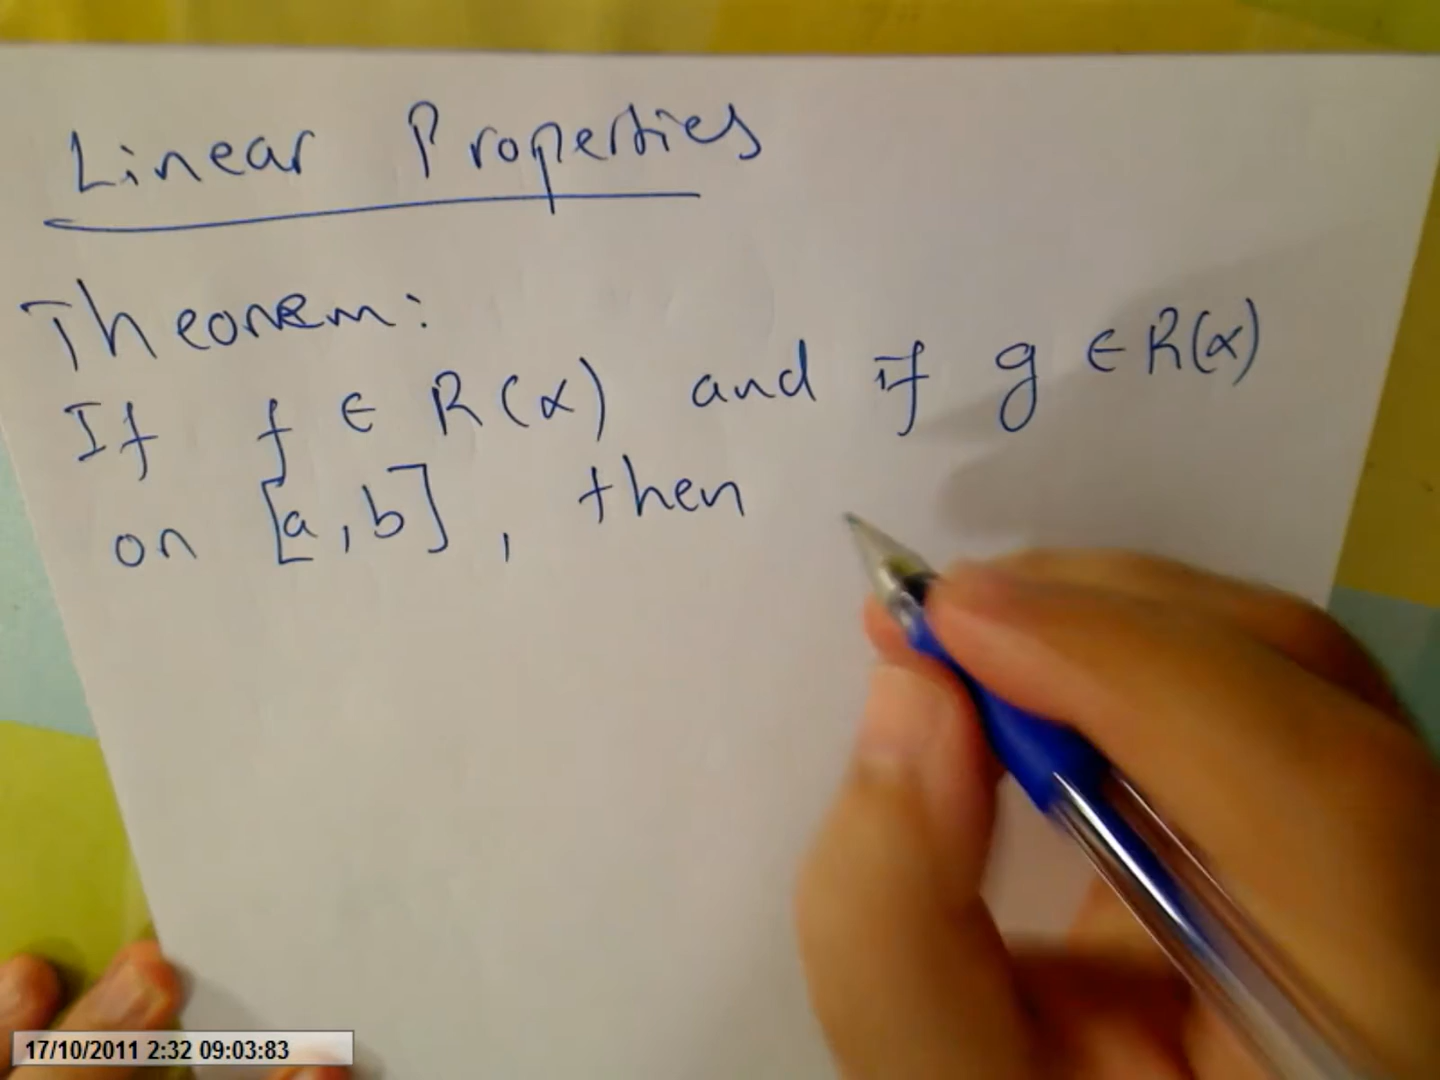 Linear Properties
Theorem:
If f ∈ R(α) and if g ∈ R(α)
on [a, b], then
17/10/2011 2:32 09:03:83